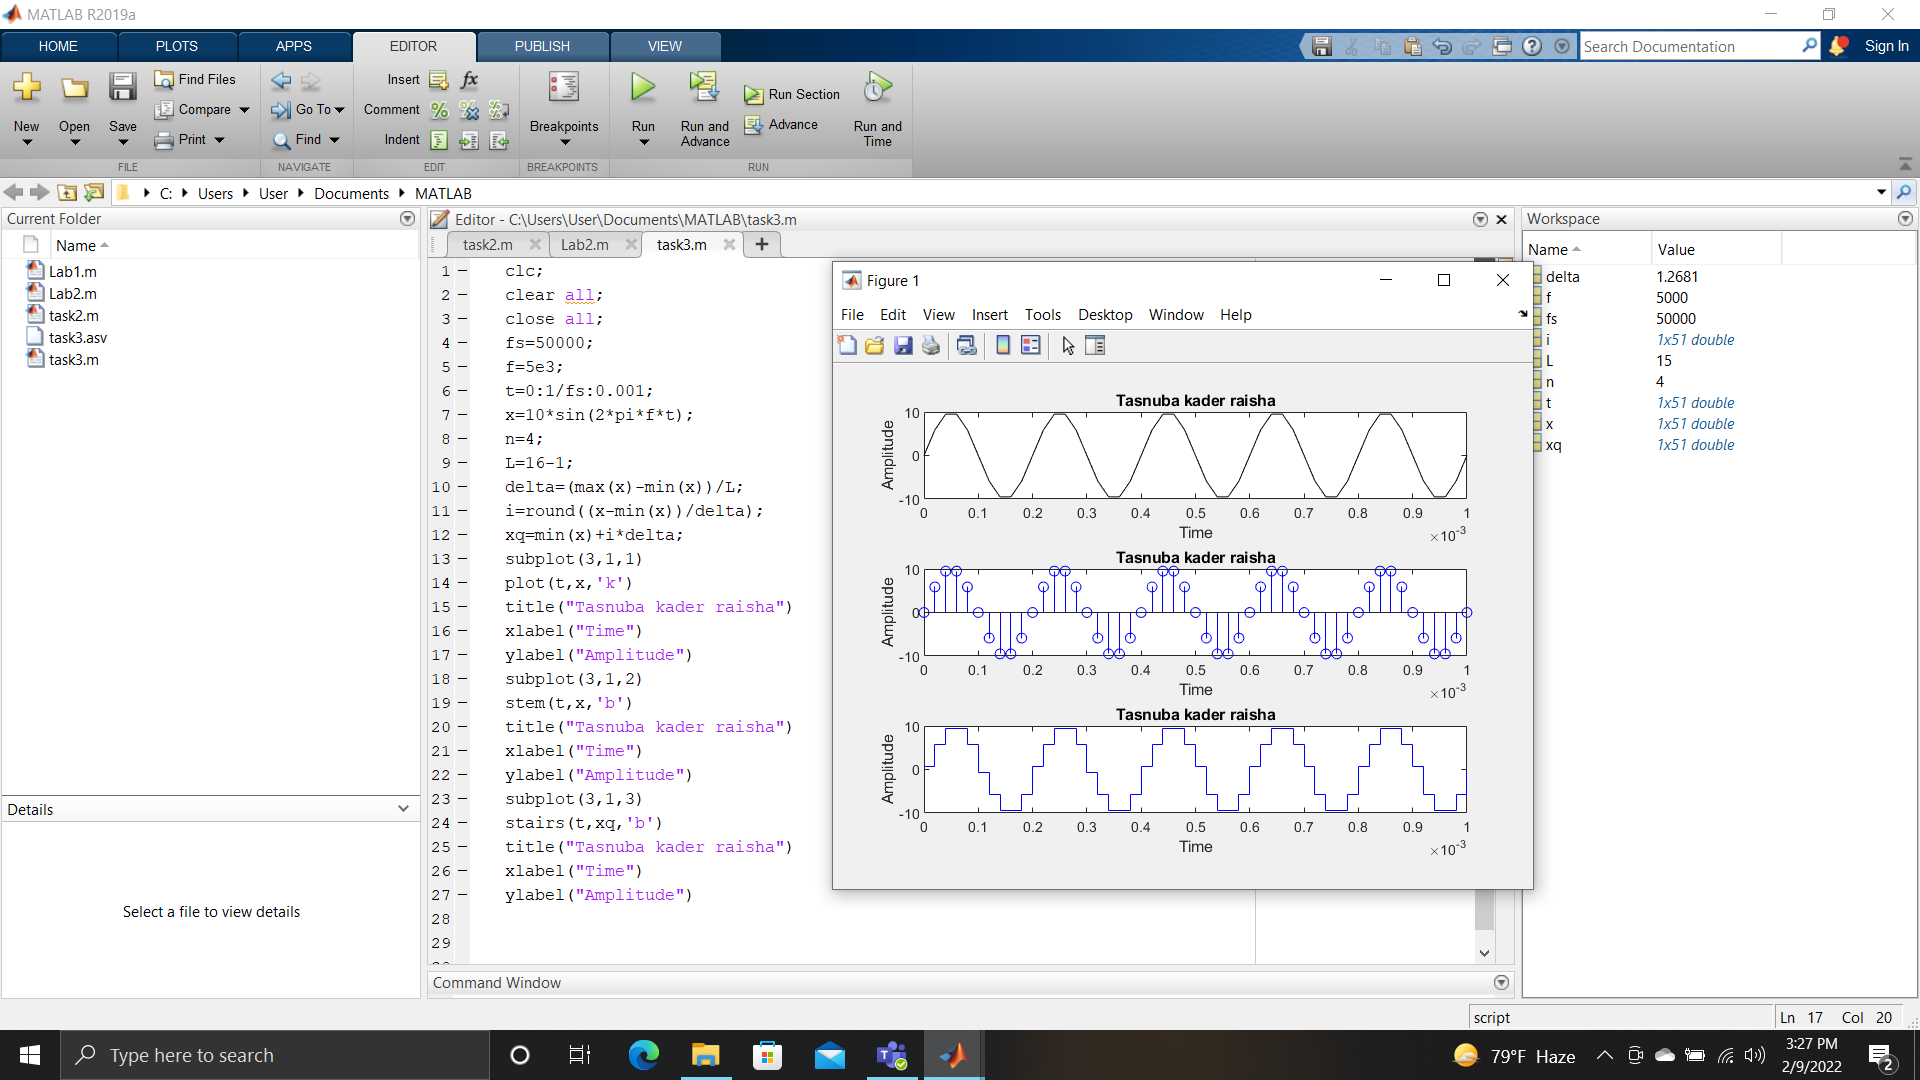 MATLAB R2019a
HOME PLOTS APPS EDITOR PUBLISH VIEW
Search Documentation
Sign In
New Open Save
Find Files
Compare
Print
FILE
Go To
Find
NAVIGATE
Insert
Comment
Indent
EDIT
Breakpoints
BREAKPOINTS
Run
Run and Advance
Run Section
Advance
Run and Time
RUN
C: Users User Documents MATLAB
Current Folder
Name
Lab1.m
Lab2.m
task2.m
task3.asv
task3.m
Details
Select a file to view details
Editor - C:\Users\User\Documents\MATLAB\task3.m
task2.m Lab2.m task3.m
1 clc;
2 clear all;
3 close all;
4 fs=50000;
5 f=5e3;
6 t=0:1/fs:0.001;
7 x=10*sin(2*pi*f*t);
8 n=4;
9 L=16-1;
10 delta=(max(x)-min(x))/L;
11 i=round((x-min(x))/delta);
12 xq=min(x)+i*delta;
13 subplot(3,1,1)
14 plot(t,x,'k')
15 title("Tasnuba kader raisha")
16 xlabel("Time")
17 ylabel("Amplitude")
18 subplot(3,1,2)
19 stem(t,x,'b')
20 title("Tasnuba kader raisha")
21 xlabel("Time")
22 ylabel("Amplitude")
23 subplot(3,1,3)
24 stairs(t,xq,'b')
25 title("Tasnuba kader raisha")
26 xlabel("Time")
27 ylabel("Amplitude")
28
29
Command Window
Figure 1
File Edit View Insert Tools Desktop Window Help
Tasnuba kader raisha
Amplitude
10
0
-10
0 0.1 0.2 0.3 0.4 0.5 0.6 0.7 0.8 0.9 1
Time
×10-3
Tasnuba kader raisha
Amplitude
10
0
-10
0 0.1 0.2 0.3 0.4 0.5 0.6 0.7 0.8 0.9 1
Time
×10-3
Tasnuba kader raisha
Amplitude
10
0
-10
0 0.1 0.2 0.3 0.4 0.5 0.6 0.7 0.8 0.9 1
Time
×10-3
Workspace
Name Value
delta 1.2681
f 5000
fs 50000
i 1x51 double
L 15
n 4
t 1x51 double
x 1x51 double
xq 1x51 double
script
Ln 17 Col 20
Type here to search
79°F Haze
3:27 PM
2/9/2022
2